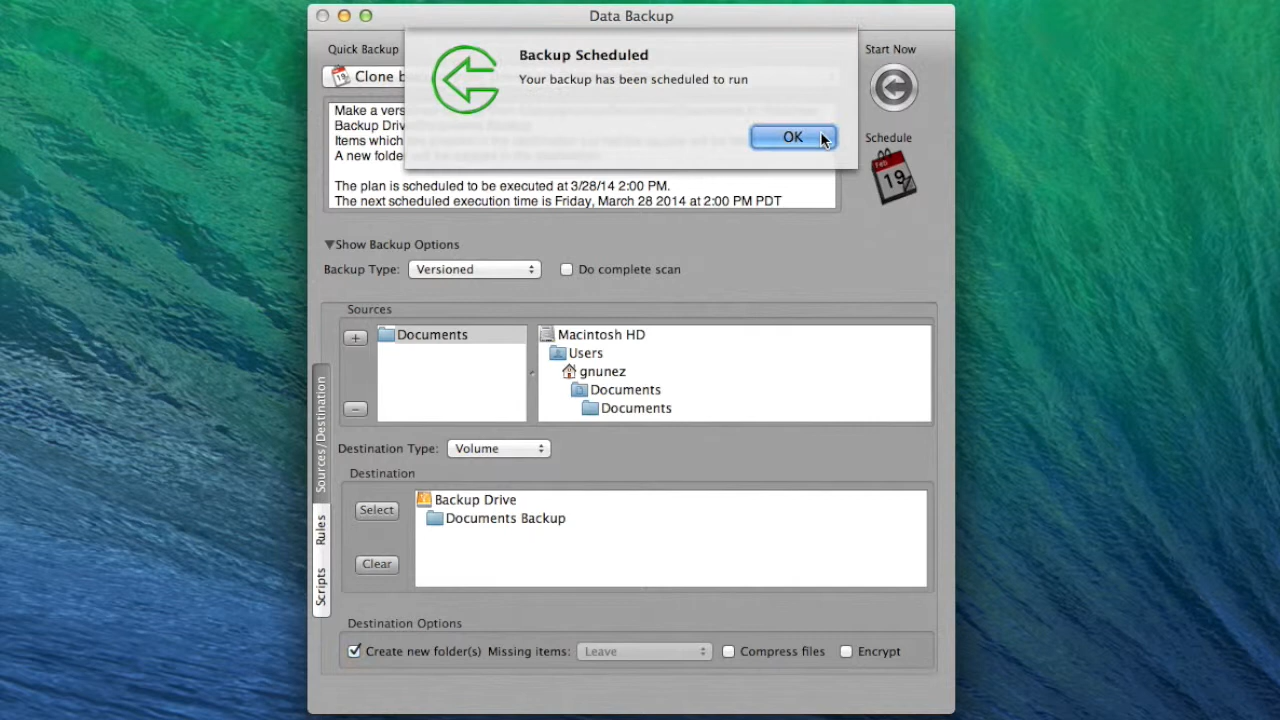 Data Backup
Quick Backup
Clone b
Backup Scheduled
Your backup has been scheduled to run
OK
Start Now
Schedule
Feb
19
Make a vers
Backup Driv
Items which
A new folde
The plan is scheduled to be executed at 3/28/14 2:00 PM.
The next scheduled execution time is Friday, March 28 2014 at 2:00 PM PDT
Show Backup Options
Backup Type: Versioned Do complete scan
Sources
+
Documents
Macintosh HD
Users
gnunez
Documents
Documents
−
Sources/Destination
Rules
Scripts
Destination Type: Volume
Destination
Select
Clear
Backup Drive
Documents Backup
Destination Options
Create new folder(s) Missing items: Leave Compress files Encrypt